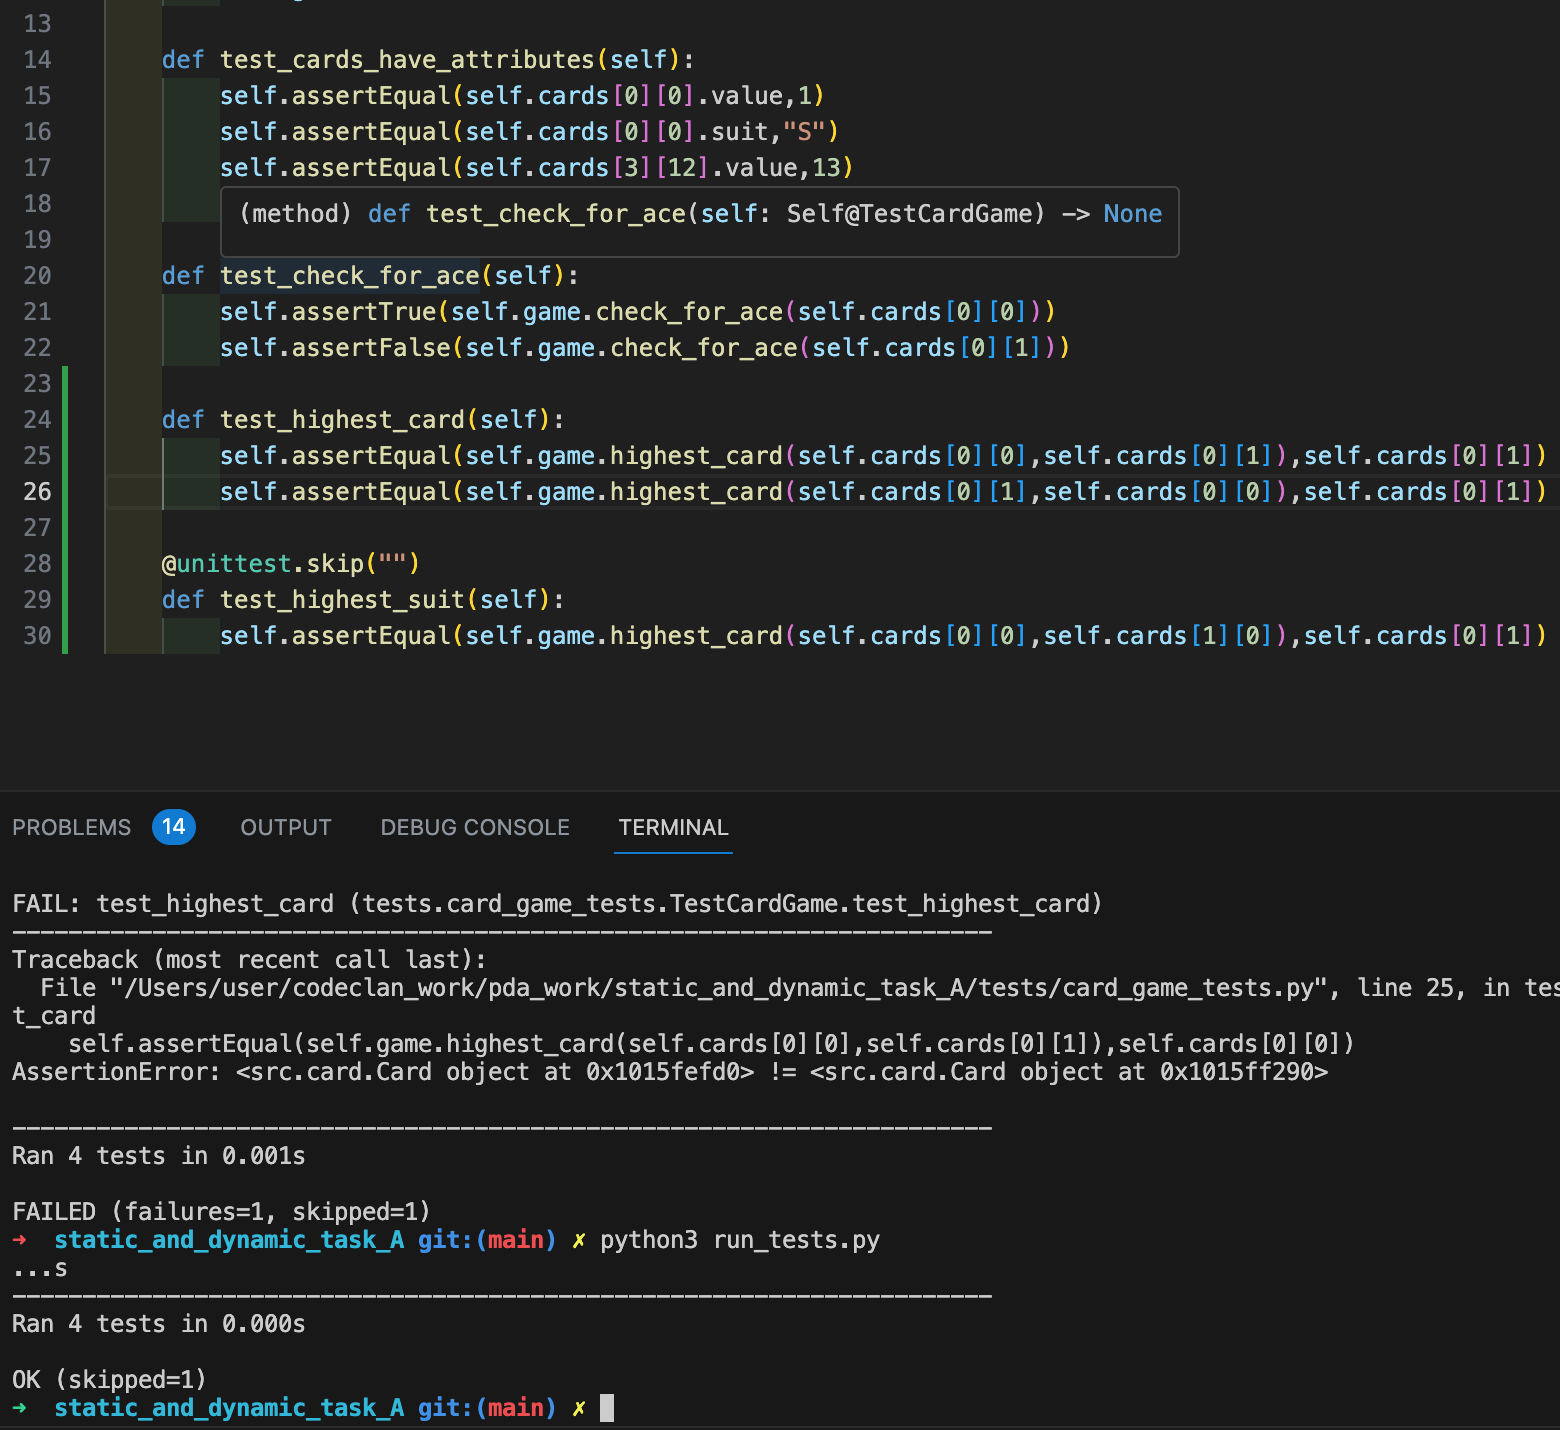 13
14 def test_cards_have_attributes(self):
15 self.assertEqual(self.cards[0][0].value,1)
16 self.assertEqual(self.cards[0][0].suit,"S")
17 self.assertEqual(self.cards[3][12].value,13)
18 (method) def test_check_for_ace(self: Self@TestCardGame) -> None
19
20 def test_check_for_ace(self):
21 self.assertTrue(self.game.check_for_ace(self.cards[0][0]))
22 self.assertFalse(self.game.check_for_ace(self.cards[0][1]))
23
24 def test_highest_card(self):
25 self.assertEqual(self.game.highest_card(self.cards[0][0],self.cards[0][1]),self.cards[0][1])
26 self.assertEqual(self.game.highest_card(self.cards[0][1],self.cards[0][0]),self.cards[0][1])
27
28 @unittest.skip("")
29 def test_highest_suit(self):
30 self.assertEqual(self.game.highest_card(self.cards[0][0],self.cards[1][0]),self.cards[0][1])
PROBLEMS 14 OUTPUT DEBUG CONSOLE TERMINAL
FAIL: test_highest_card (tests.card_game_tests.TestCardGame.test_highest_card)
----------------------------------------------------------------------
Traceback (most recent call last):
File "/Users/user/codeclan_work/pda_work/static_and_dynamic_task_A/tests/card_game_tests.py", line 25, in tes
t_card
self.assertEqual(self.game.highest_card(self.cards[0][0],self.cards[0][1]),self.cards[0][0])
AssertionError: <src.card.Card object at 0x1015fefd0> != <src.card.Card object at 0x1015ff290>
----------------------------------------------------------------------
Ran 4 tests in 0.001s
FAILED (failures=1, skipped=1)
➜ static_and_dynamic_task_A git:(main) ✗ python3 run_tests.py
...s
----------------------------------------------------------------------
Ran 4 tests in 0.000s
OK (skipped=1)
➜ static_and_dynamic_task_A git:(main) ✗